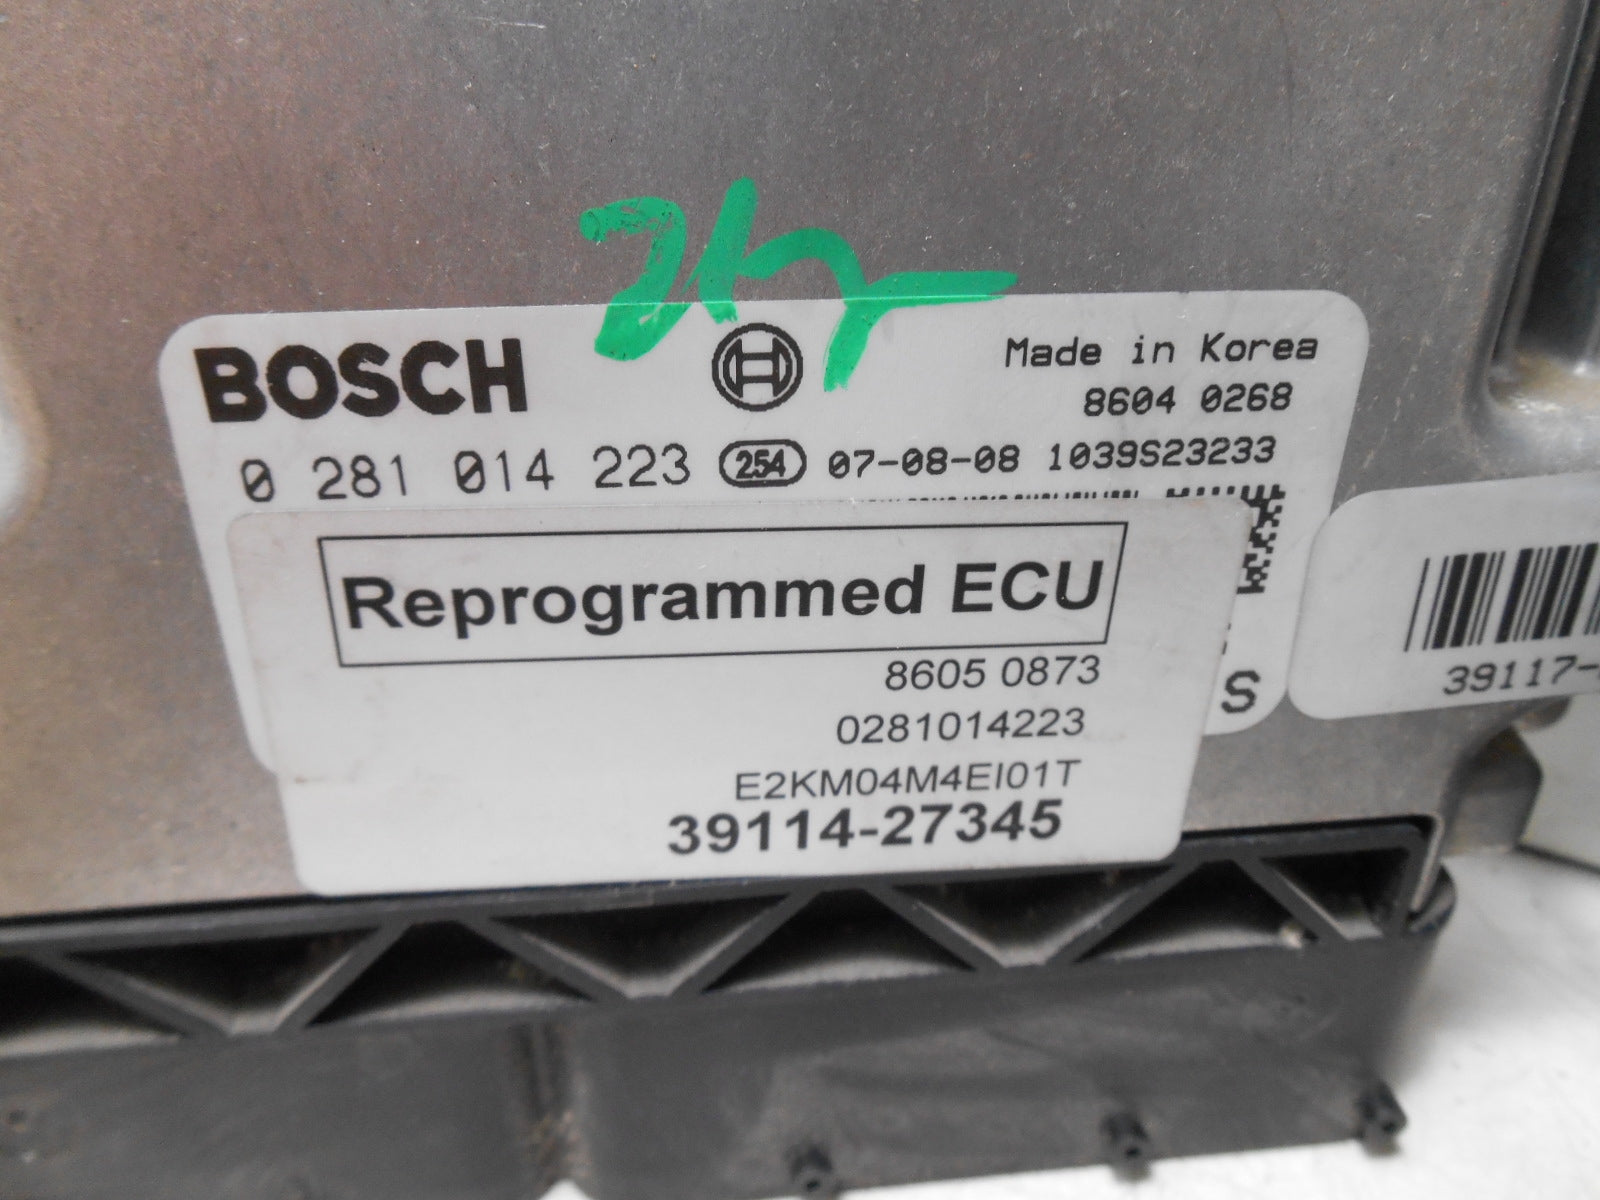 BOSCH
Made in Korea
8604 0268
0 281 014 223 254 07-08-08 1039S23233
Reprogrammed ECU
8605 0873
0281014223
E2KM04M4EI01T
39114-27345
S
39117-